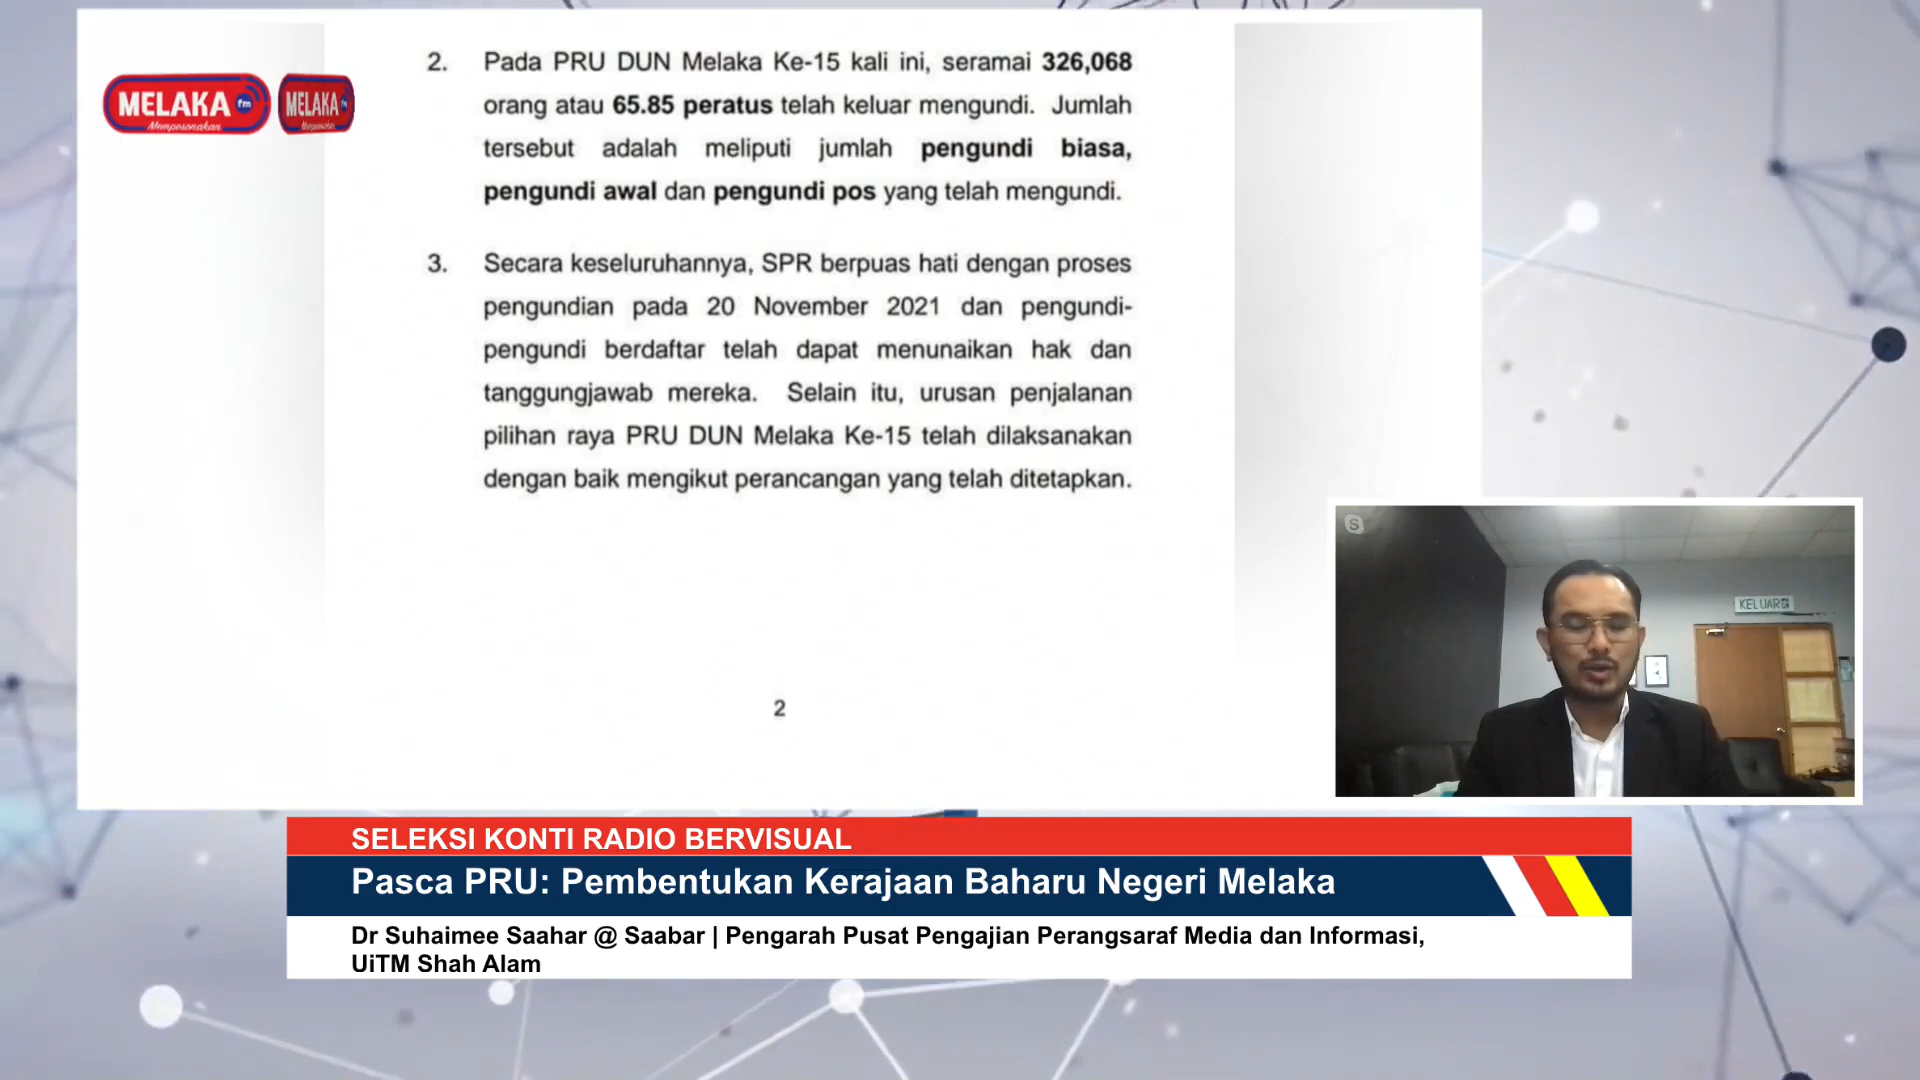 2. Pada PRU DUN Melaka Ke-15 kali ini, seramai 326,068
orang atau 65.85 peratus telah keluar mengundi. Jumlah
tersebut adalah meliputi jumlah pengundi biasa,
pengundi awal dan pengundi pos yang telah mengundi.
MELAKA fm
Mempesonakan
MELAKA fm
3. Secara keseluruhannya, SPR berpuas hati dengan proses
pengundian pada 20 November 2021 dan pengundi-
pengundi berdaftar telah dapat menunaikan hak dan
tanggungjawab mereka. Selain itu, urusan penjalanan
pilihan raya PRU DUN Melaka Ke-15 telah dilaksanakan
dengan baik mengikut perancangan yang telah ditetapkan.
2
S
KELUAR
SELEKSI KONTI RADIO BERVISUAL
Pasca PRU: Pembentukan Kerajaan Baharu Negeri Melaka
Dr Suhaimee Saahar @ Saabar | Pengarah Pusat Pengajian Perangsaraf Media dan Informasi,
UiTM Shah Alam